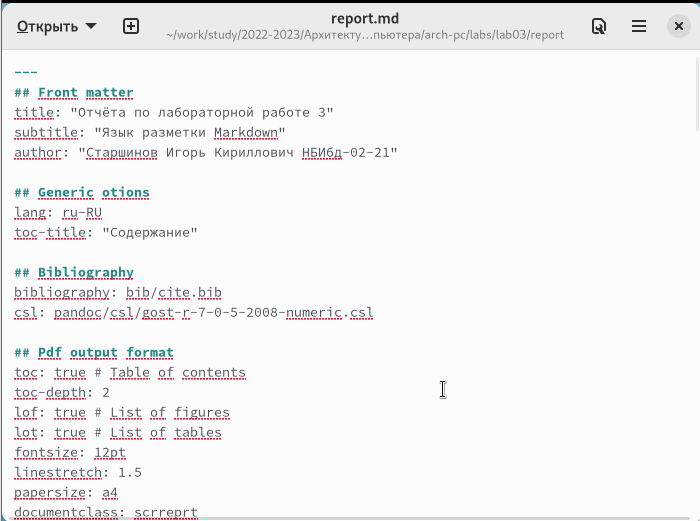 Открыть
report.md
~/work/study/2022-2023/Архитекту…пьютера/arch-pc/labs/lab03/report
---
## Front matter
title: "Отчёта по лабораторной работе 3"
subtitle: "Язык разметки Markdown"
author: "Старшинов Игорь Кириллович НБИбд-02-21"
## Generic otions
lang: ru-RU
toc-title: "Содержание"
## Bibliography
bibliography: bib/cite.bib
csl: pandoc/csl/gost-r-7-0-5-2008-numeric.csl
## Pdf output format
toc: true # Table of contents
toc-depth: 2
lof: true # List of figures
lot: true # List of tables
fontsize: 12pt
linestretch: 1.5
papersize: a4
documentclass: scrreprt